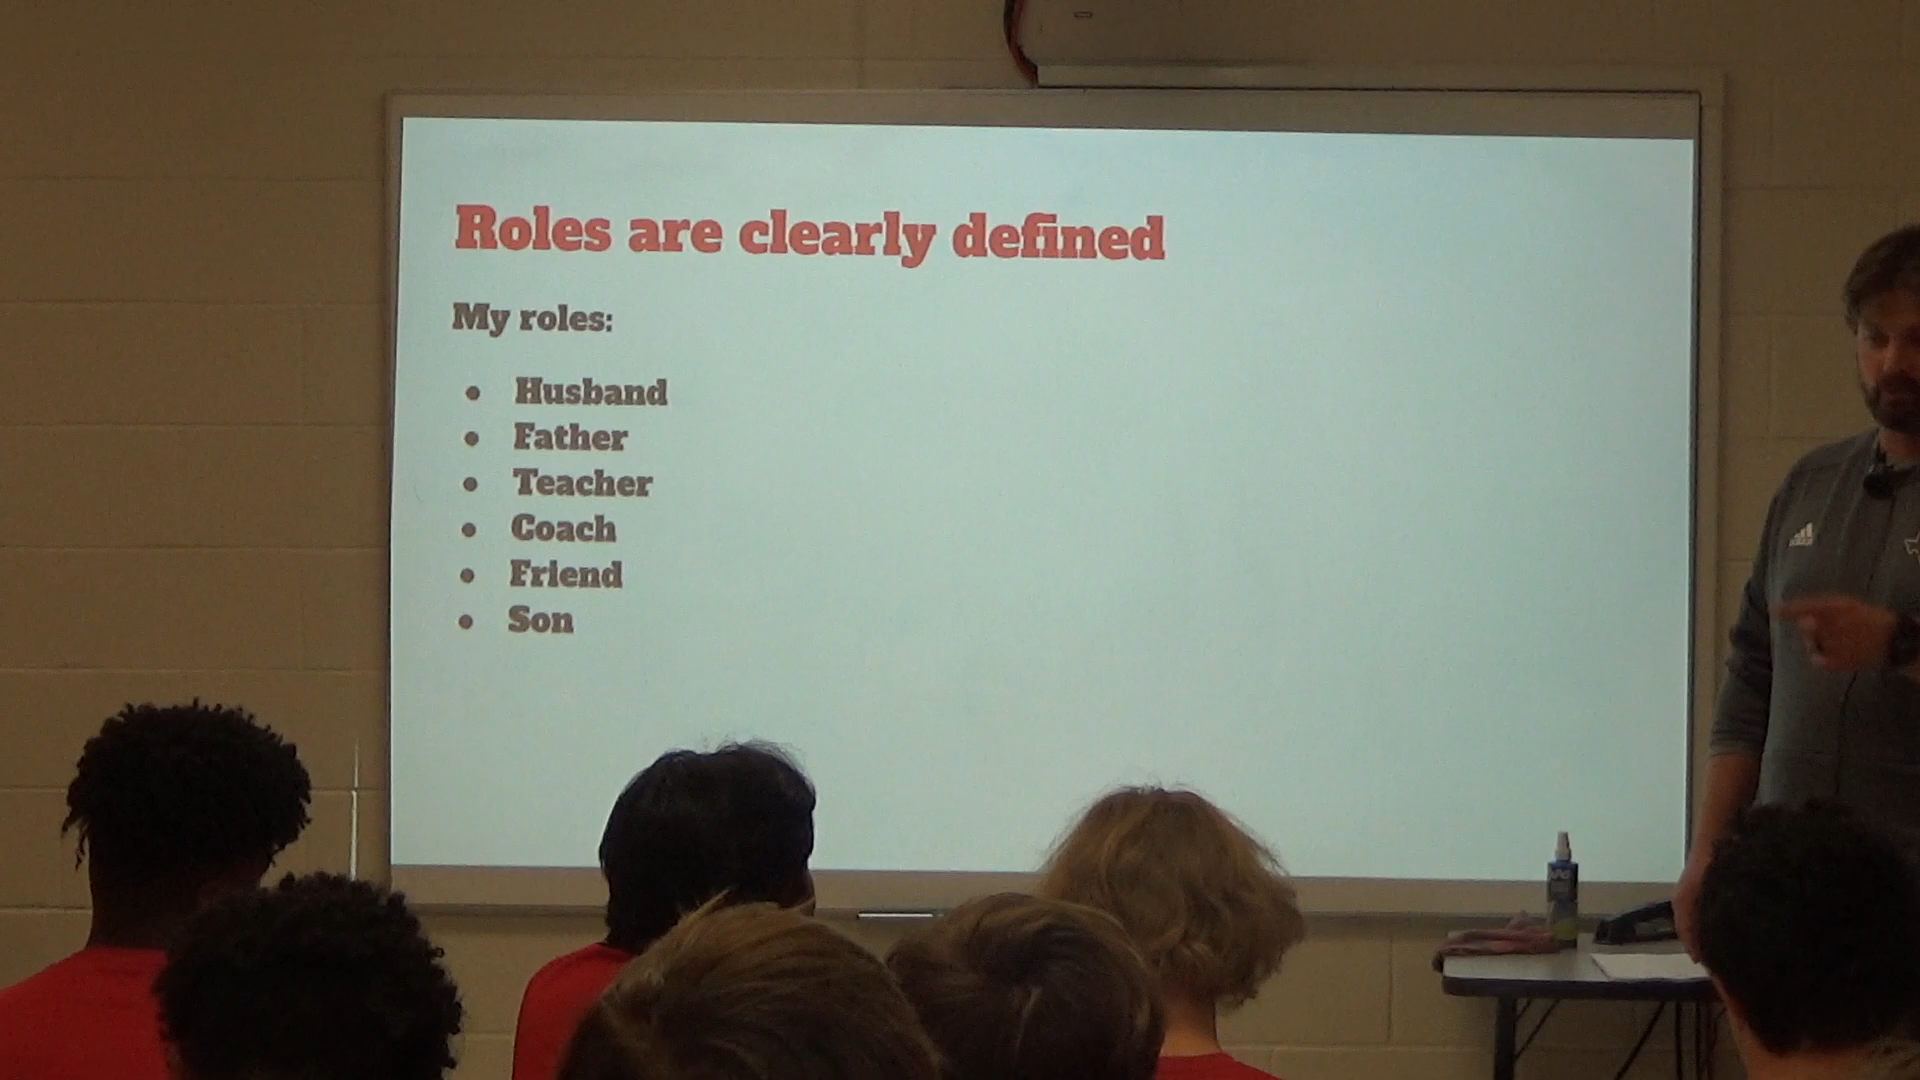 Roles are clearly defined
My roles:
● Husband
● Father
● Teacher
● Coach
● Friend
● Son